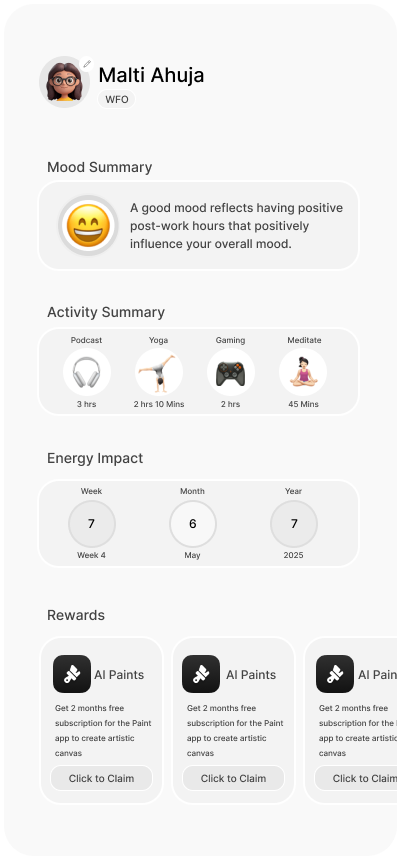 Malti Ahuja
WFO
Mood Summary
A good mood reflects having positive
post-work hours that positively
influence your overall mood.
Activity Summary
Podcast Yoga Gaming Meditate
3 hrs 2 hrs 10 Mins 2 hrs 45 Mins
Energy Impact
Week Month Year
7 6 7
Week 4 May 2025
Rewards
AI Paints
Get 2 months free
subscription for the Paint
app to create artistic
canvas
Click to Claim
AI Paints
Get 2 months free
subscription for the Paint
app to create artistic
canvas
Click to Claim
AI Pain
Get 2 months free
subscription for the
app to create artistic
canvas
Click to Claim